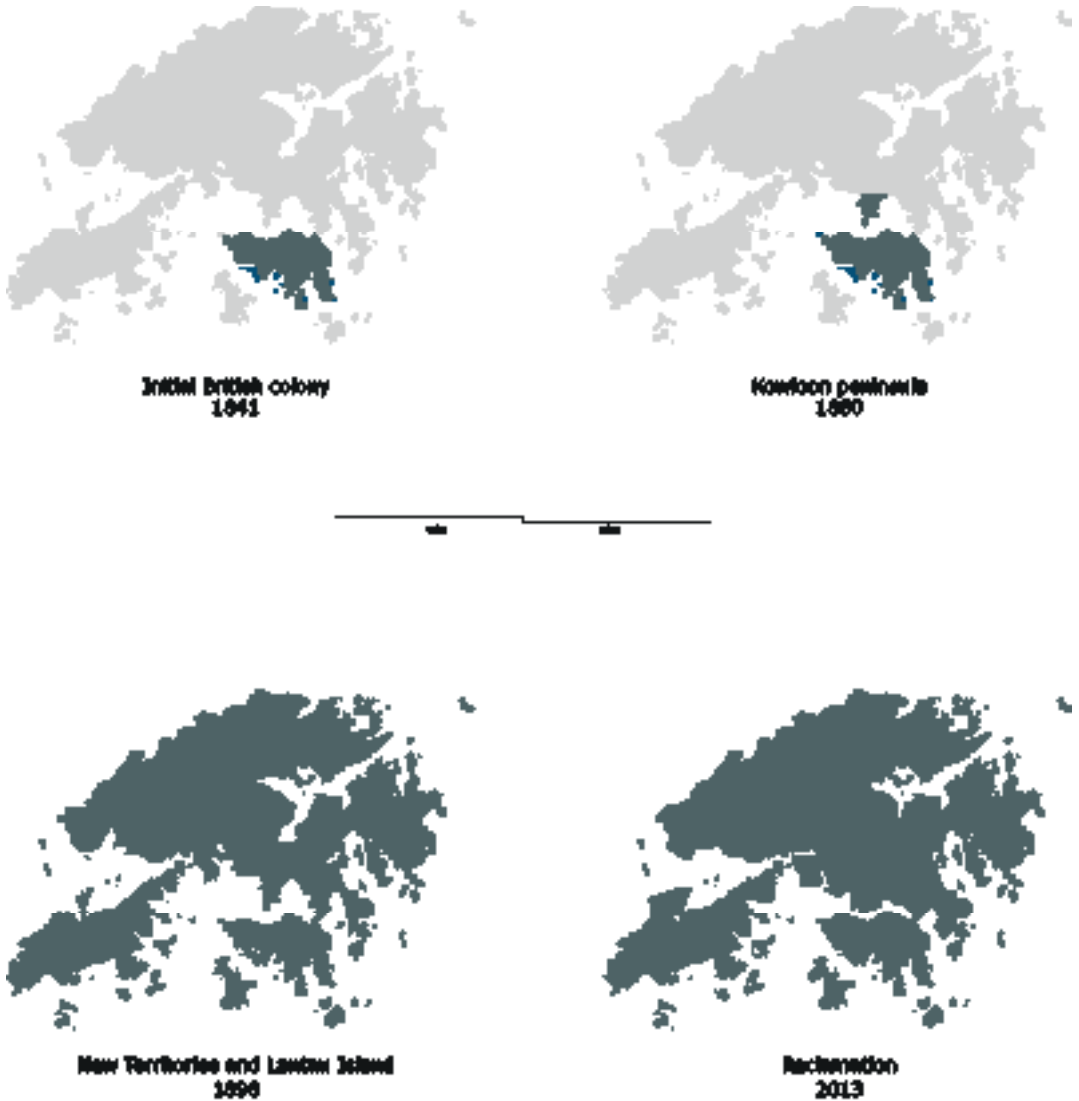 Initial British colony
1841
Kowloon peninsula
1860
New Territories and Lantau Island
1898
Reclamation
2013